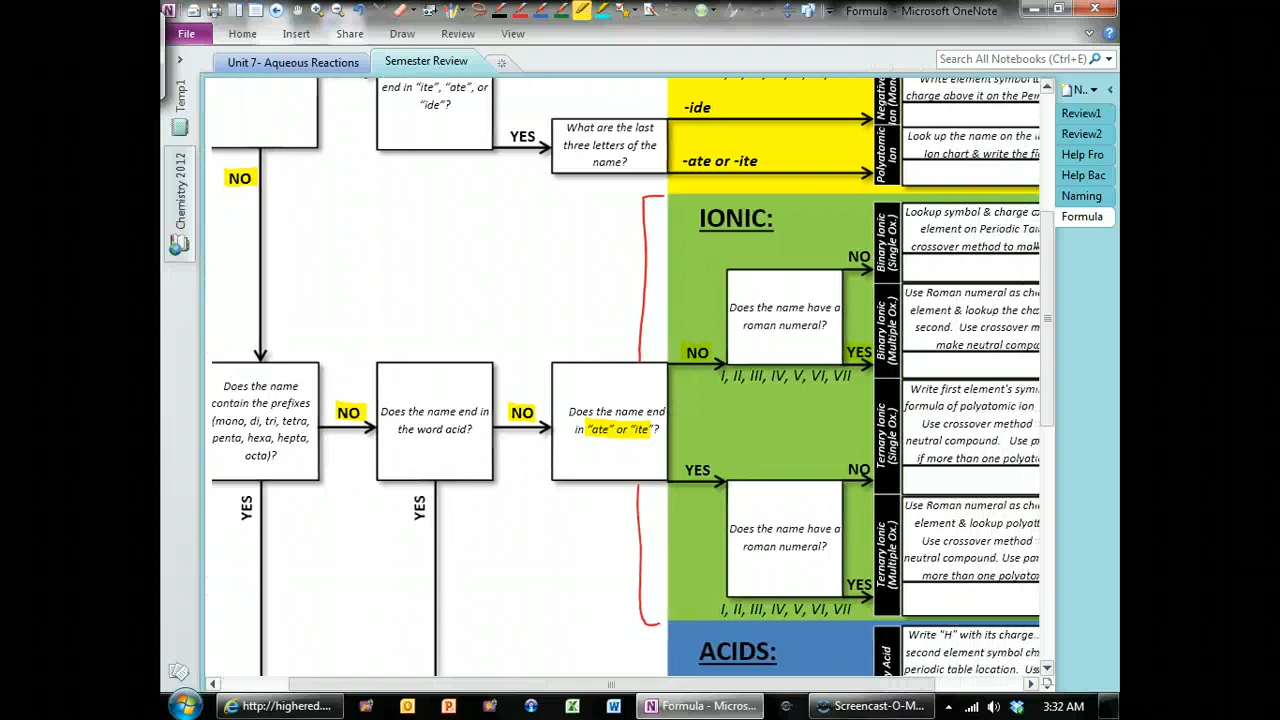 Formula - Microsoft OneNote
File
Home
Insert
Share
Draw
Review
View
Unit 7- Aqueous Reactions
Semester Review
Search All Notebooks (Ctrl+E)
Temp1
Chemistry 2012
N..
Review1
Review2
Help Fro
Help Bac
Naming
Formula
end in “ite”, “ate”, or
“ide”?
YES
What are the last
three letters of the
name?
-ide
-ate or -ite
Negative
Ion (Mon
Write element symbol
charge above it on the Per
Polyatomic
Ion
Look up the name on the i
Ion chart & write the fi
NO
IONIC:
Does the name
contain the prefixes
(mono, di, tri, tetra,
penta, hexa, hepta,
octa)?
NO
YES
Does the name end in
the word acid?
NO
YES
Does the name end
in “ate” or “ite”?
NO
YES
Does the name have a
roman numeral?
NO
YES
I, II, III, IV, V, VI, VII
Binary Ionic
(Single Ox.)
Lookup symbol & charge
element on Periodic Ta
crossover method to mak
Binary Ionic
(Multiple Ox.)
Use Roman numeral as ch
element & lookup the cha
second. Use crossover m
make neutral compo
Does the name have a
roman numeral?
NO
YES
I, II, III, IV, V, VI, VII
Ternary Ionic
(Single Ox.)
Write first element's sym
formula of polyatomic ion
Use crossover method
neutral compound. Use p
if more than one polya
Ternary Ionic
(Multiple Ox.)
Use Roman numeral as ch
element & lookup polya
Use crossover method
neutral compound. Use pa
more than one polyato
ACIDS:
y Acid
Write “H” with its charge..
second element symbol ch
periodic table location. Us
http://highered....
Formula - Micros...
Screencast-O-M...
3:32 AM